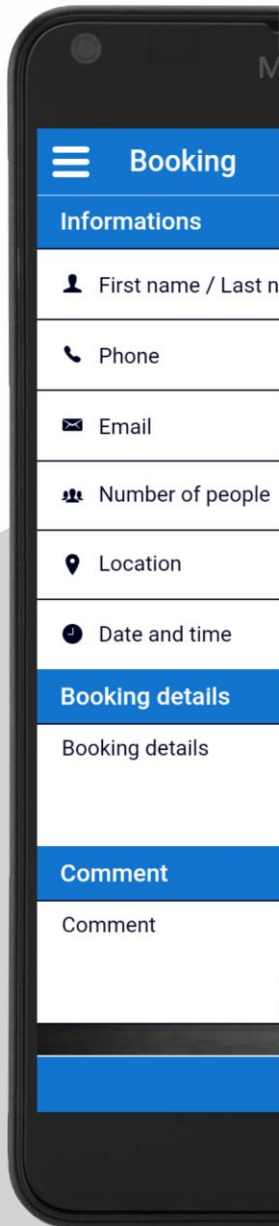 M
Booking
Informations
First name / Last n
Phone
Email
Number of people
Location
Date and time
Booking details
Booking details
Comment
Comment